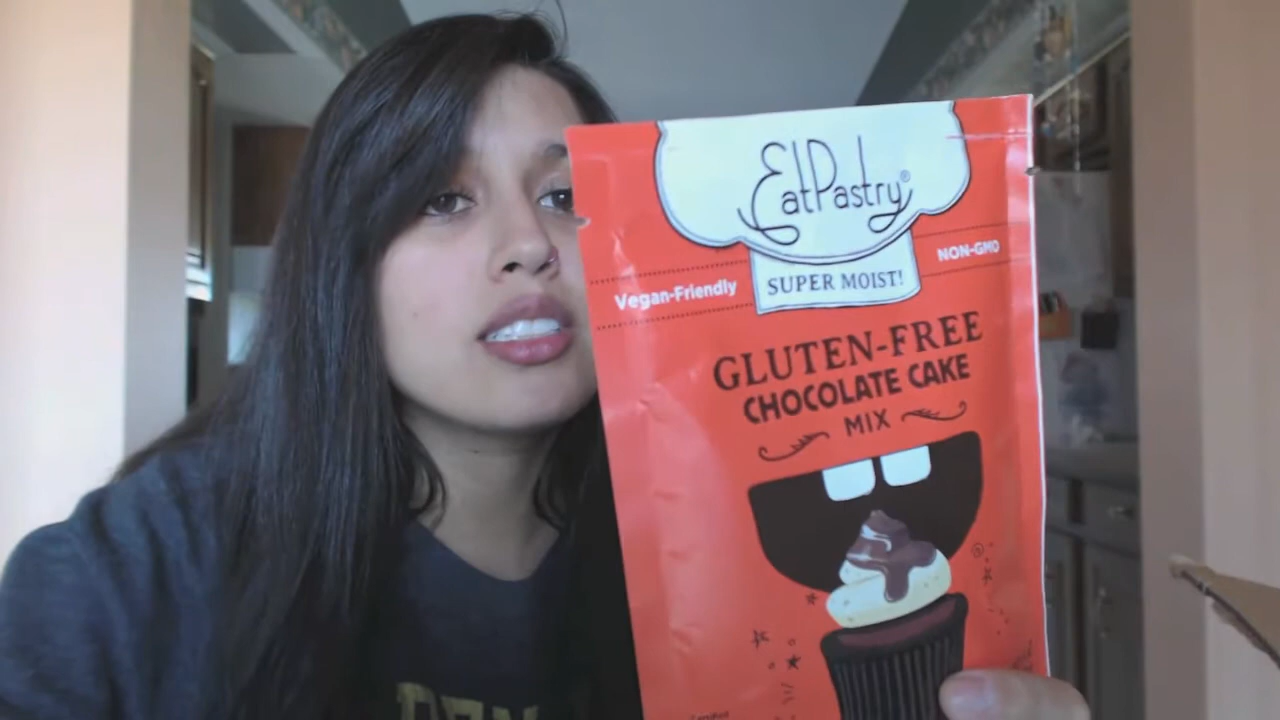 EatPastry®
SUPER MOIST!
Vegan-Friendly
NON-GMO
GLUTEN-FREE
CHOCOLATE CAKE
MIX